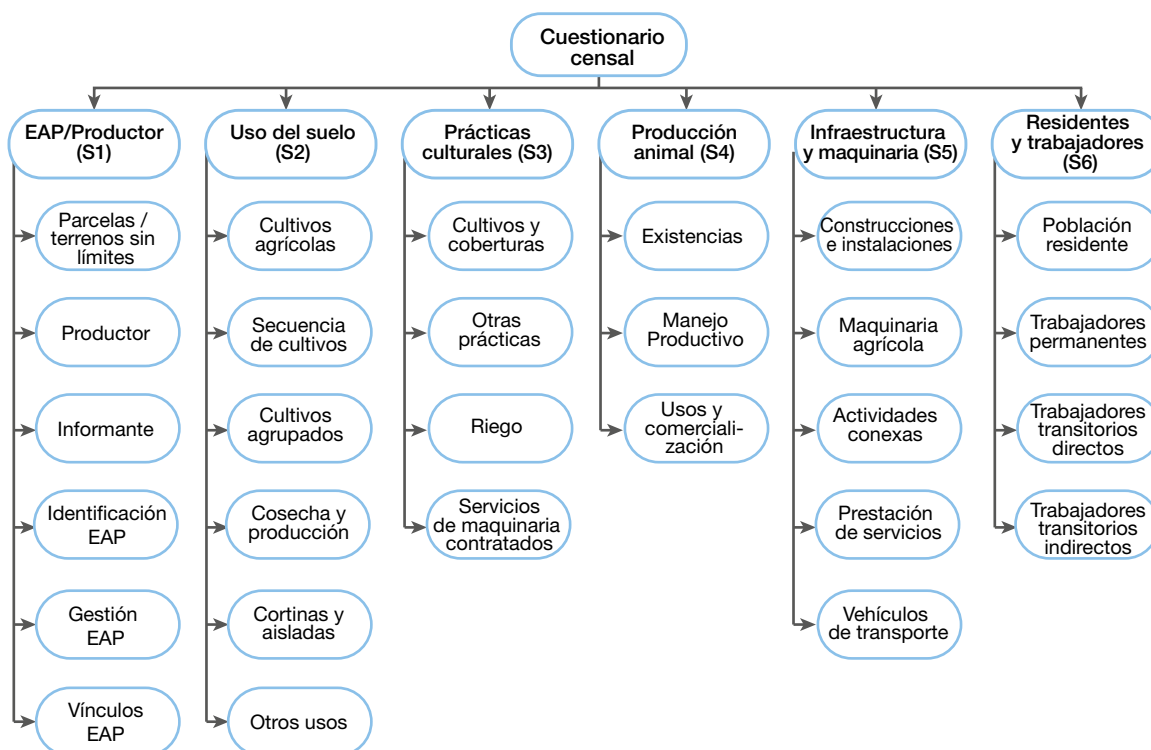 Cuestionario
censal
EAP/Productor
(S1)
Parcelas /
terrenos sin
límites
Productor
Informante
Identificación
EAP
Gestión
EAP
Vínculos
EAP
Uso del suelo
(S2)
Cultivos
agrícolas
Secuencia
de cultivos
Cultivos
agrupados
Cosecha y
producción
Cortinas y
aisladas
Otros usos
Prácticas
culturales (S3)
Cultivos y
coberturas
Otras
prácticas
Riego
Servicios
de maquinaria
contratados
Producción
animal (S4)
Existencias
Manejo
Productivo
Usos y
comerciali-
zación
Infraestructura
y maquinaria (S5)
Construcciones
e instalaciones
Maquinaria
agrícola
Actividades
conexas
Prestación
de servicios
Vehículos
de transporte
Residentes
y trabajadores
(S6)
Población
residente
Trabajadores
permanentes
Trabajadores
transitorios
directos
Trabajadores
transitorios
indirectos